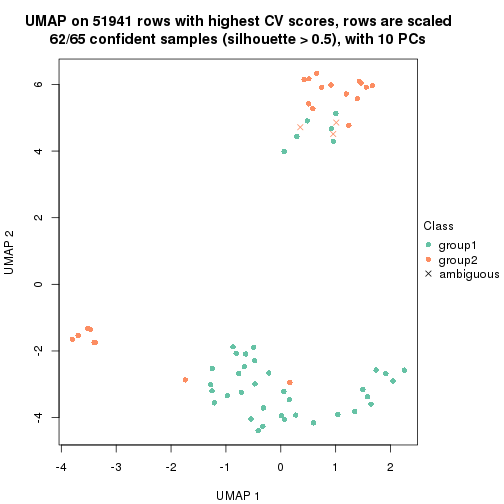 UMAP on 51941 rows with highest CV scores, rows are scaled
62/65 confident samples (silhouette > 0.5), with 10 PCs
6
4
2
0
-2
-4
UMAP 2
-4
-3
-2
-1
0
1
2
UMAP 1
Class
group1
group2
ambiguous